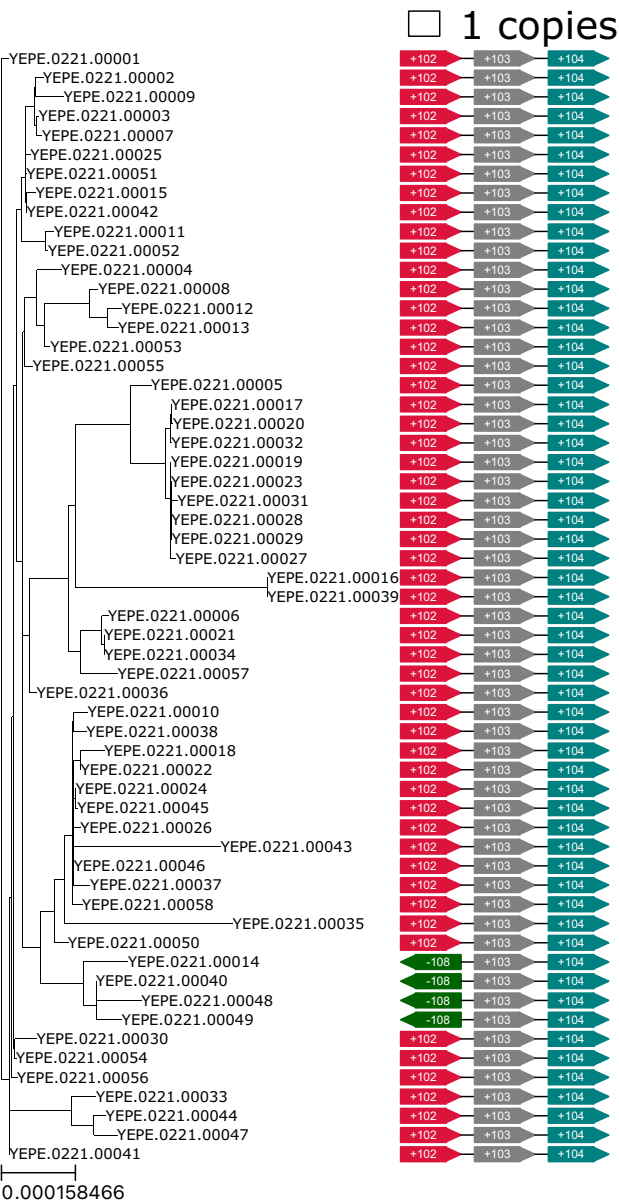 1 copies
YEPE.0221.00001 +102 +103 +104
YEPE.0221.00002 +102 +103 +104
YEPE.0221.00009 +102 +103 +104
YEPE.0221.00003 +102 +103 +104
YEPE.0221.00007 +102 +103 +104
YEPE.0221.00025 +102 +103 +104
YEPE.0221.00051 +102 +103 +104
YEPE.0221.00015 +102 +103 +104
YEPE.0221.00042 +102 +103 +104
YEPE.0221.00011 +102 +103 +104
YEPE.0221.00052 +102 +103 +104
YEPE.0221.00004 +102 +103 +104
YEPE.0221.00008 +102 +103 +104
YEPE.0221.00012 +102 +103 +104
YEPE.0221.00013 +102 +103 +104
YEPE.0221.00053 +102 +103 +104
YEPE.0221.00055 +102 +103 +104
YEPE.0221.00005 +102 +103 +104
YEPE.0221.00017 +102 +103 +104
YEPE.0221.00020 +102 +103 +104
YEPE.0221.00032 +102 +103 +104
YEPE.0221.00019 +102 +103 +104
YEPE.0221.00023 +102 +103 +104
YEPE.0221.00031 +102 +103 +104
YEPE.0221.00028 +102 +103 +104
YEPE.0221.00029 +102 +103 +104
YEPE.0221.00027 +102 +103 +104
YEPE.0221.00016 +102 +103 +104
YEPE.0221.00039 +102 +103 +104
YEPE.0221.00006 +102 +103 +104
YEPE.0221.00021 +102 +103 +104
YEPE.0221.00034 +102 +103 +104
YEPE.0221.00057 +102 +103 +104
YEPE.0221.00036 +102 +103 +104
YEPE.0221.00010 +102 +103 +104
YEPE.0221.00038 +102 +103 +104
YEPE.0221.00018 +102 +103 +104
YEPE.0221.00022 +102 +103 +104
YEPE.0221.00024 +102 +103 +104
YEPE.0221.00045 +102 +103 +104
YEPE.0221.00026 +102 +103 +104
YEPE.0221.00043 +102 +103 +104
YEPE.0221.00046 +102 +103 +104
YEPE.0221.00037 +102 +103 +104
YEPE.0221.00058 +102 +103 +104
YEPE.0221.00035 +102 +103 +104
YEPE.0221.00050 +102 +103 +104
YEPE.0221.00014 -108 +103 +104
YEPE.0221.00040 -108 +103 +104
YEPE.0221.00048 -108 +103 +104
YEPE.0221.00049 -108 +103 +104
YEPE.0221.00030 +102 +103 +104
YEPE.0221.00054 +102 +103 +104
YEPE.0221.00056 +102 +103 +104
YEPE.0221.00033 +102 +103 +104
YEPE.0221.00044 +102 +103 +104
YEPE.0221.00047 +102 +103 +104
YEPE.0221.00041 +102 +103 +104
0.000158466